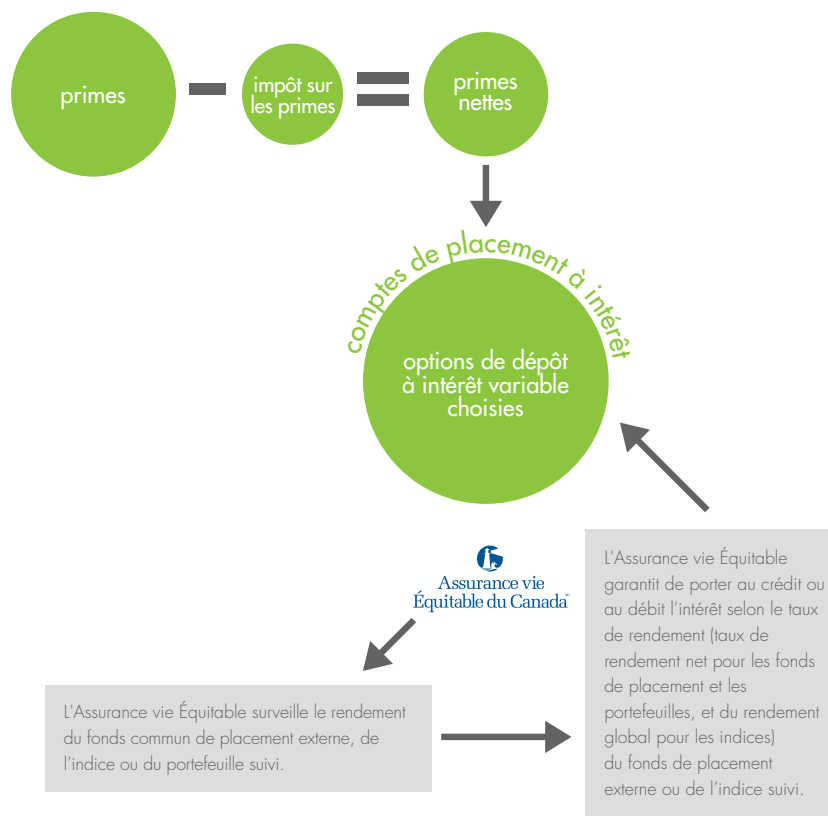 primes
impôt sur
les primes
primes
nettes
comptes de placement à intérêt
options de dépôt
à intérêt variable
choisies
Assurance vie
Équitable du Canada
L'Assurance vie Équitable surveille le rendement
du fonds commun de placement externe, de
l'indice ou du portefeuille suivi.
L'Assurance vie Équitable
garantit de porter au crédit ou
au débit l'intérêt selon le taux
de rendement (taux de
rendement net pour les fonds
de placement et les
portefeuilles, et du rendement
global pour les indices)
du fonds de placement
externe ou de l'indice suivi.